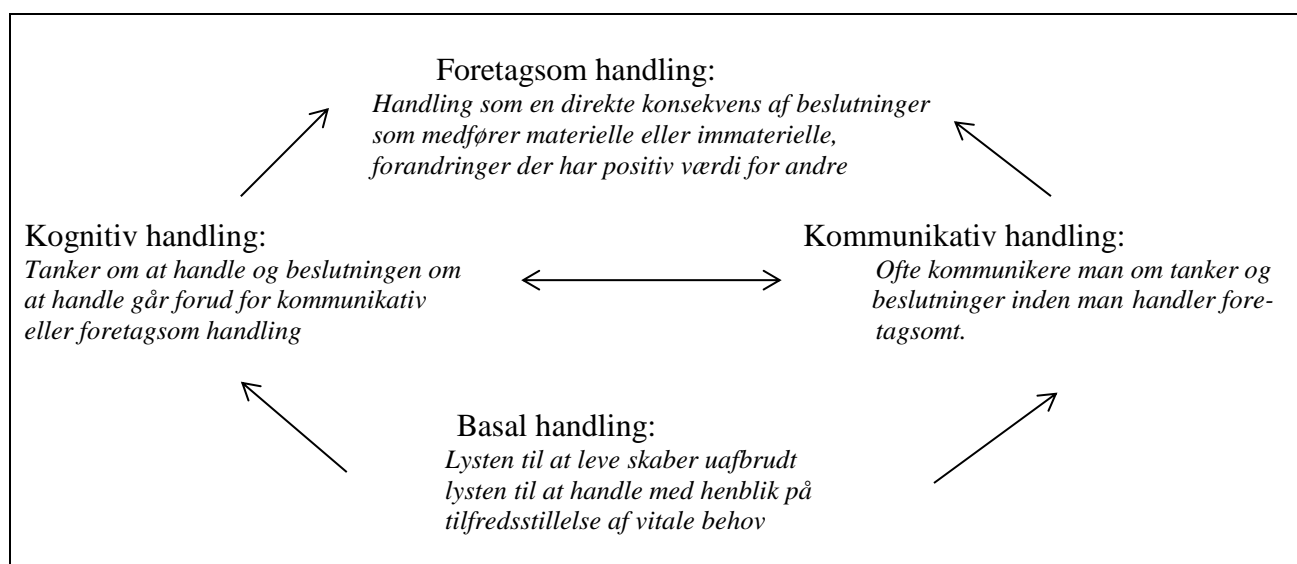 Foretagsom handling:
Handling som en direkte konsekvens af beslutninger
som medfører materielle eller immaterielle,
forandringer der har positiv værdi for andre
Kognitiv handling:
Tanker om at handle og beslutningen om
at handle går forud for kommunikativ
eller foretagsom handling
Kommunikativ handling:
Ofte kommunikere man om tanker og
beslutninger inden man handler fore-
tagsomt.
Basal handling:
Lysten til at leve skaber uafbrudt
lysten til at handle med henblik på
tilfredsstillelse af vitale behov